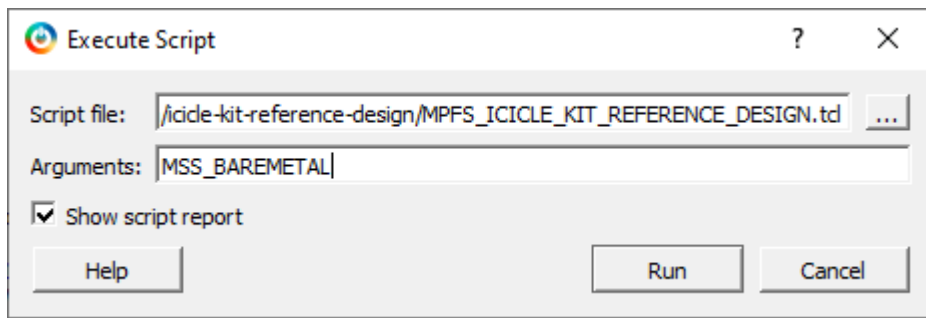 Execute Script ? ×
Script file: /icicle-kit-reference-design/MPFS_ICICLE_KIT_REFERENCE_DESIGN.tcl ...
Arguments: MSS_BAREMETAL
Show script report
Help Run Cancel